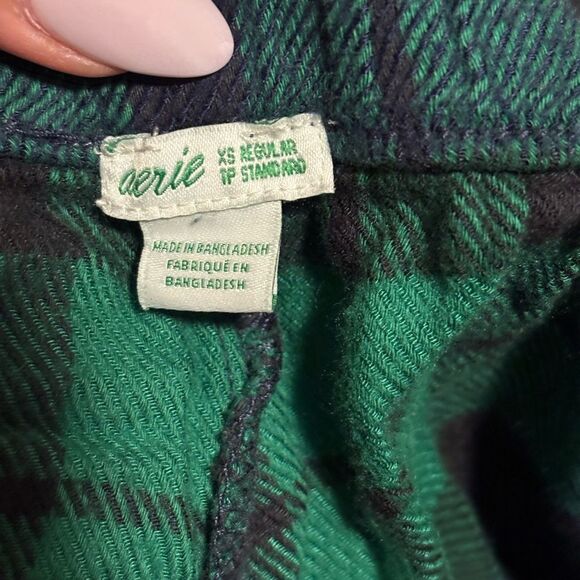 aerie
XS REGULAR
TP STANDARD
MADE IN BANGLADESH
FABRIQUÉ EN
BANGLADESH